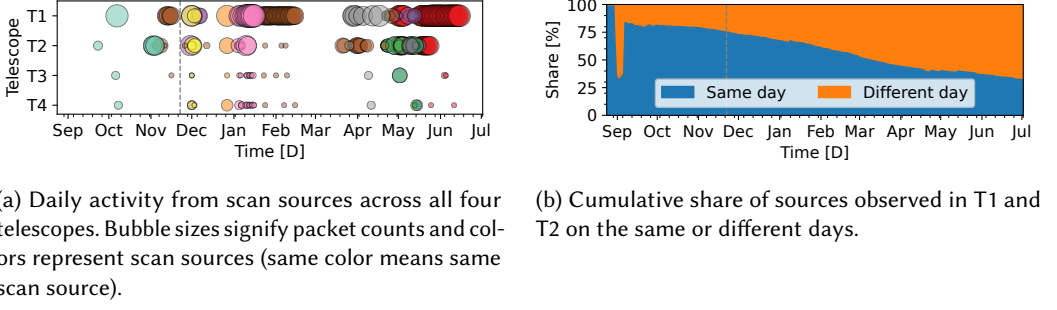 T1
T2
T3
T4
Telescope
Sep Oct Nov Dec Jan Feb Mar Apr May Jun Jul
Time [D]
100
75
50
25
0
Share [%]
Same day Different day
Sep Oct Nov Dec Jan Feb Mar Apr May Jun Jul
Time [D]
(a) Daily activity from scan sources across all four
telescopes. Bubble sizes signify packet counts and col-
ors represent scan sources (same color means same
scan source).
(b) Cumulative share of sources observed in T1 and
T2 on the same or different days.